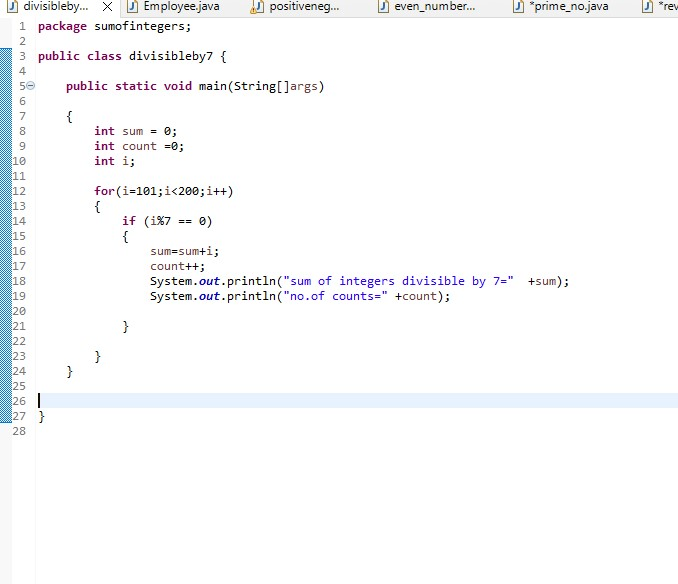 divisibleby... Employee.java positiveneg... even_number... *prime_no.java *rev
1 package sumofintegers;
2
3 public class divisibleby7 {
4
5 public static void main(String[]args)
6
7 {
8 int sum = 0;
9 int count =0;
10 int i;
11
12 for(i=101;i<200;i++)
13 {
14 if (i%7 == 0)
15 {
16 sum=sum+i;
17 count++;
18 System.out.println("sum of integers divisible by 7=" +sum);
19 System.out.println("no.of counts=" +count);
20
21 }
22
23 }
24 }
25
26
27 }
28